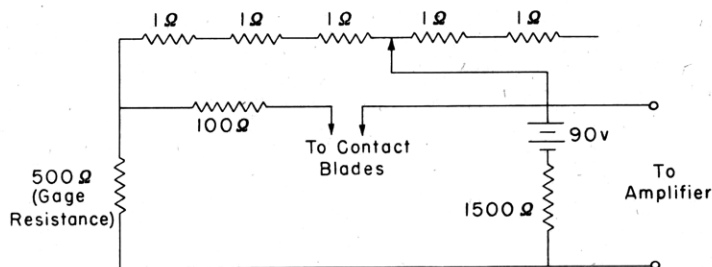 1Ω 1Ω 1Ω 1Ω 1Ω
100Ω
To Contact
Blades
90v
500Ω
(Gage
Resistance)
1500Ω
To
Amplifier